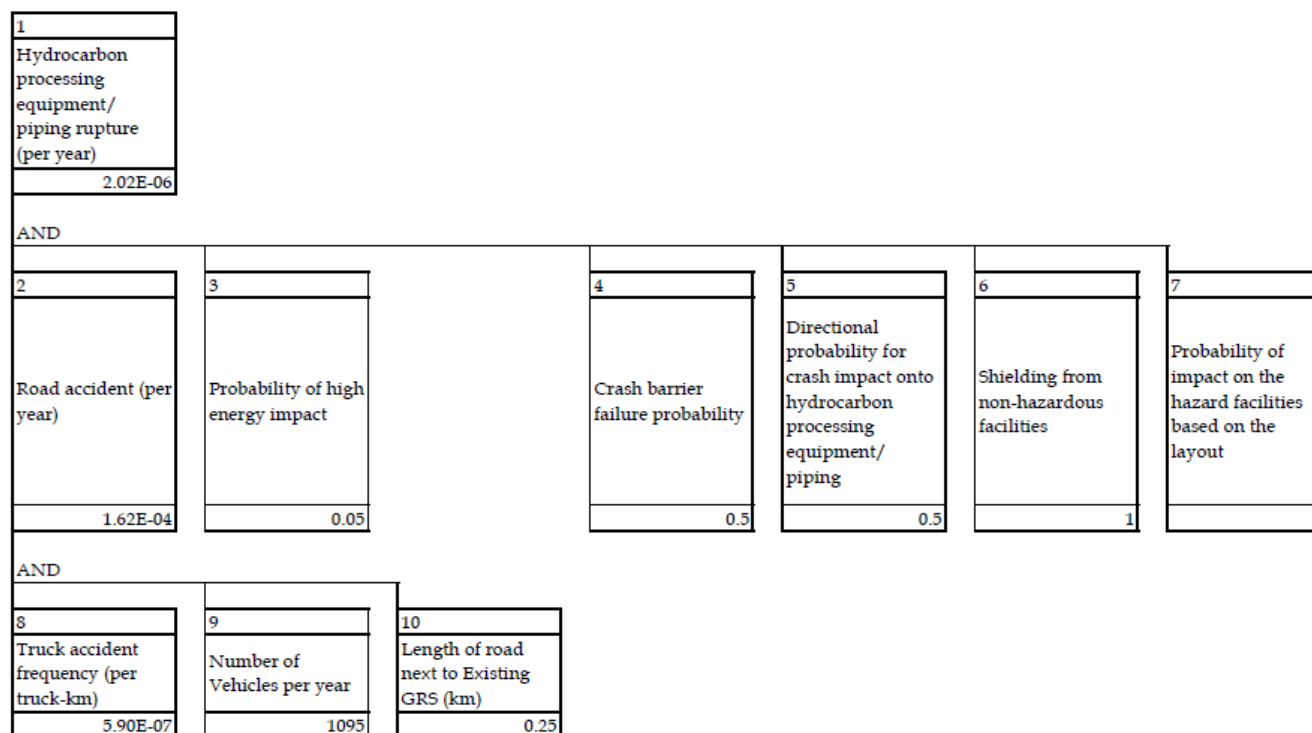 1
Hydrocarbon
processing
equipment/
piping rupture
(per year)
2.02E-06
AND
2
Road accident (per
year)
1.62E-04
3
Probability of high
energy impact
0.05
4
Crash barrier
failure probability
0.5
5
Directional
probability for
crash impact onto
hydrocarbon
processing
equipment/
piping
0.5
6
Shielding from
non-hazardous
facilities
1
7
Probability of
impact on the
hazard facilities
based on the
layout
AND
8
Truck accident
frequency (per
truck-km)
5.90E-07
9
Number of
Vehicles per year
1095
10
Length of road
next to Existing
GRS (km)
0.25